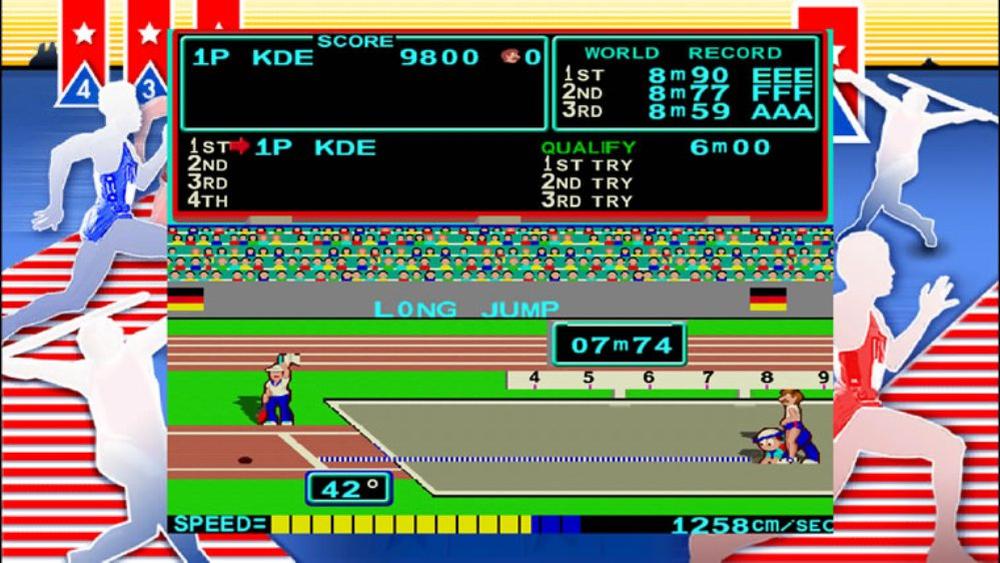 4 3
SCORE
1P KDE 9800 0
WORLD RECORD
1ST 8m90 EEE
2ND 8m77 FFF
3RD 8m59 AAA
1ST 1P KDE
2ND
3RD
4TH
QUALIFY 6m00
1ST TRY
2ND TRY
3RD TRY
LONG JUMP
07m74
4 5 6 7 8 9
42°
SPEED= 1258CM/SEC